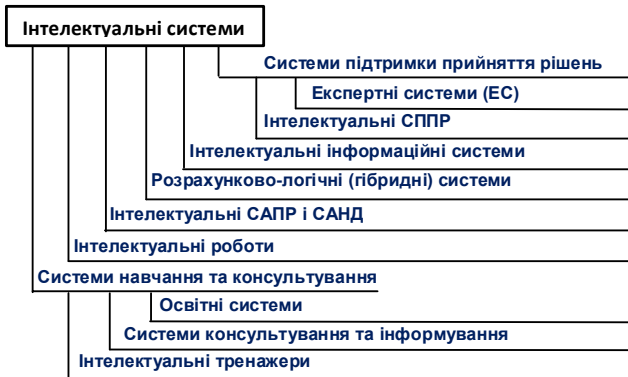 Інтелектуальні системи
Системи підтримки прийняття рішень
Експертні системи (ЕС)
Інтелектуальні СППР
Інтелектуальні інформаційні системи
Розрахунково-логічні (гібридні) системи
Інтелектуальні САПР і САНД
Інтелектуальні роботи
Системи навчання та консультування
Освітні системи
Системи консультування та інформування
Інтелектуальні тренажери